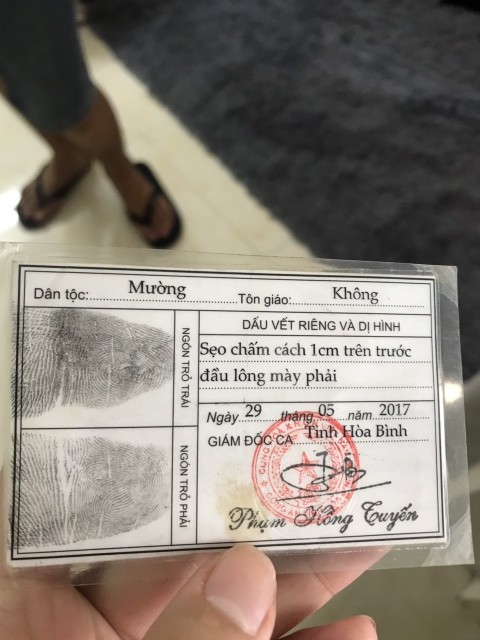 Dân tộc: Mường Tôn giáo: Không
NGÓN TRỎ TRÁI
NGÓN TRỎ PHẢI
DẤU VẾT RIÊNG VÀ DỊ HÌNH
Sẹo chấm cách 1cm trên trước
đầu lông mày phải
Ngày 29 tháng 05 năm 2017
GIÁM ĐỐC CA Tỉnh Hòa Bình
Phạm Hồng Tuyến